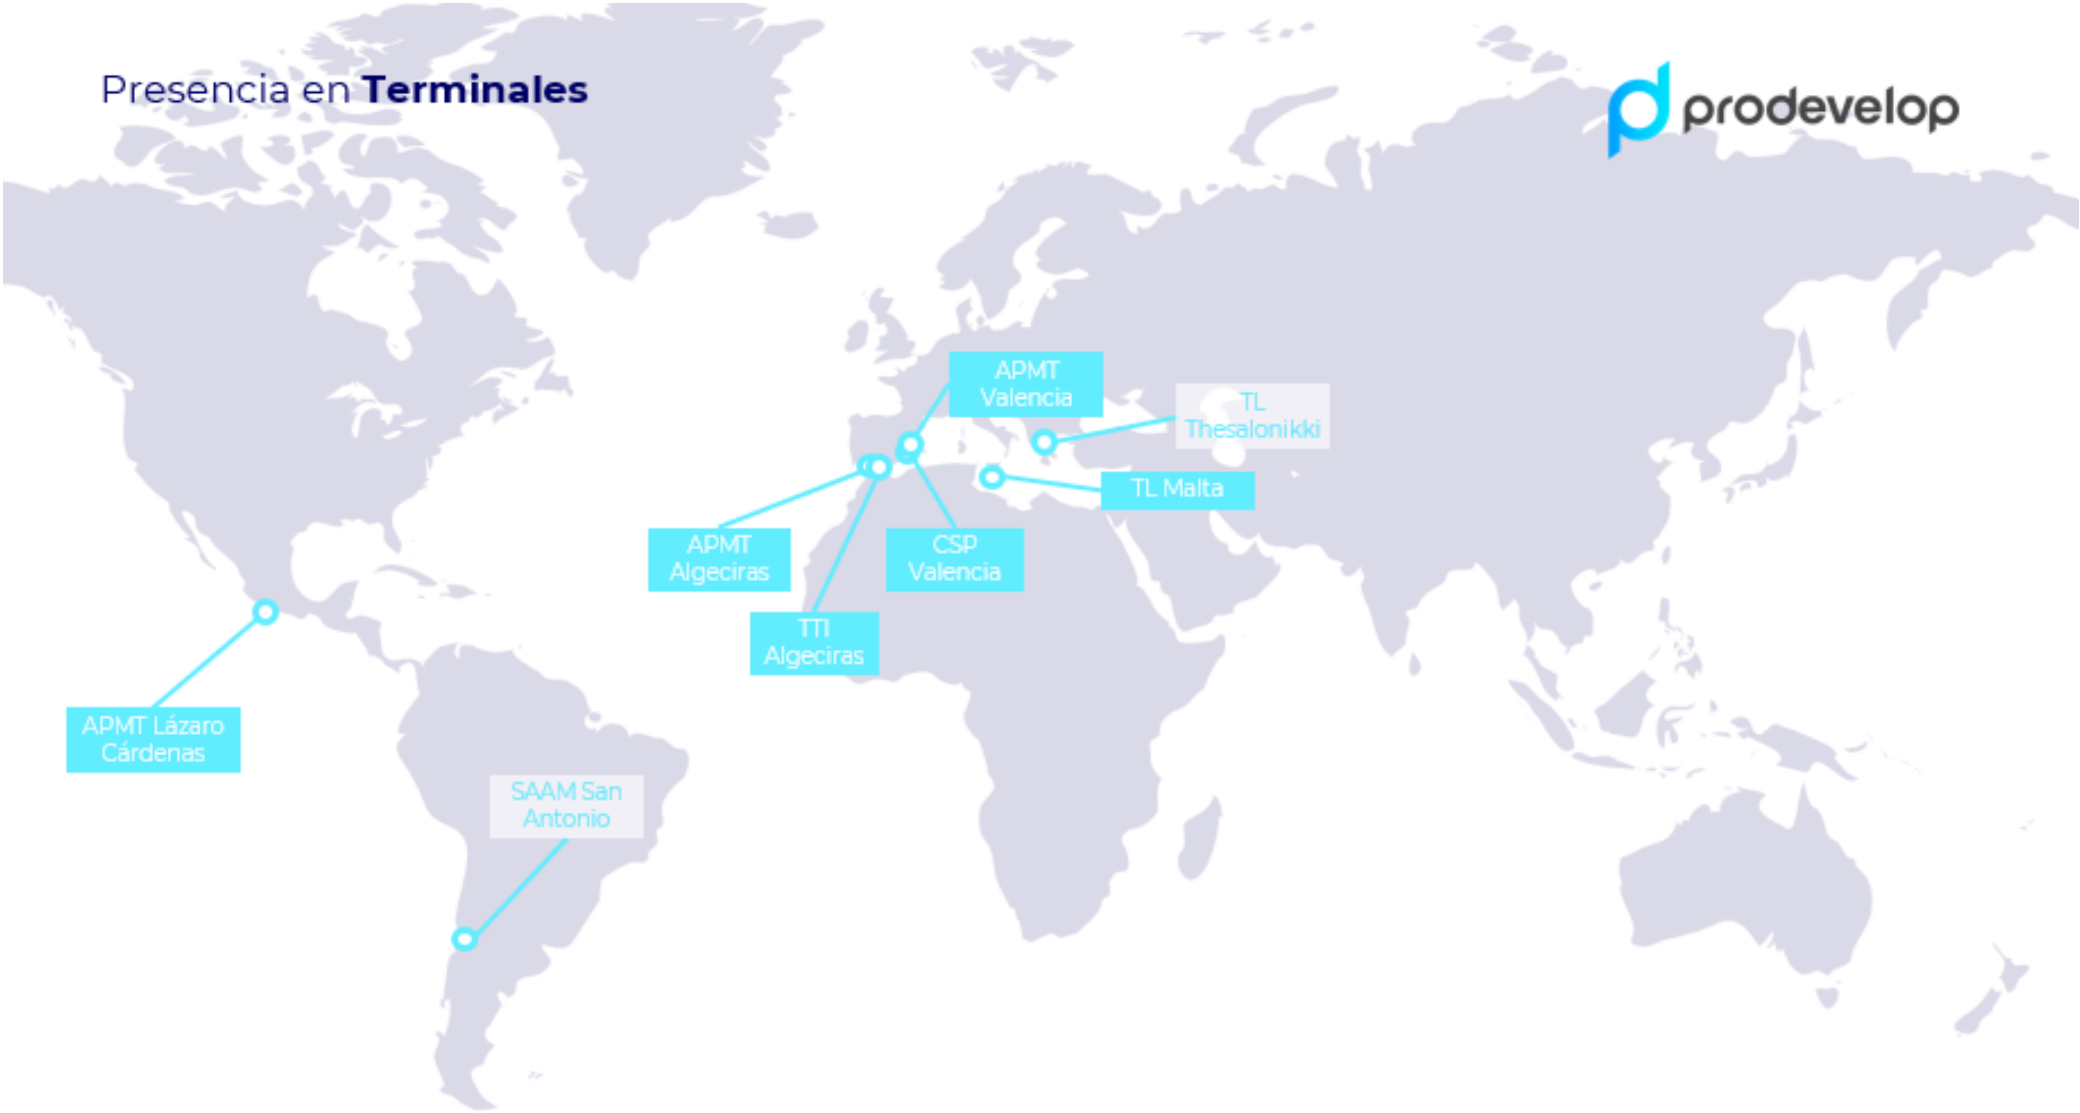 Presencia en Terminales
prodevelop
APMT
Valencia
TL
Thesalonikki
TL Malta
APMT
Algeciras
CSP
Valencia
TTI
Algeciras
APMT Lázaro
Cárdenas
SAAM San
Antonio